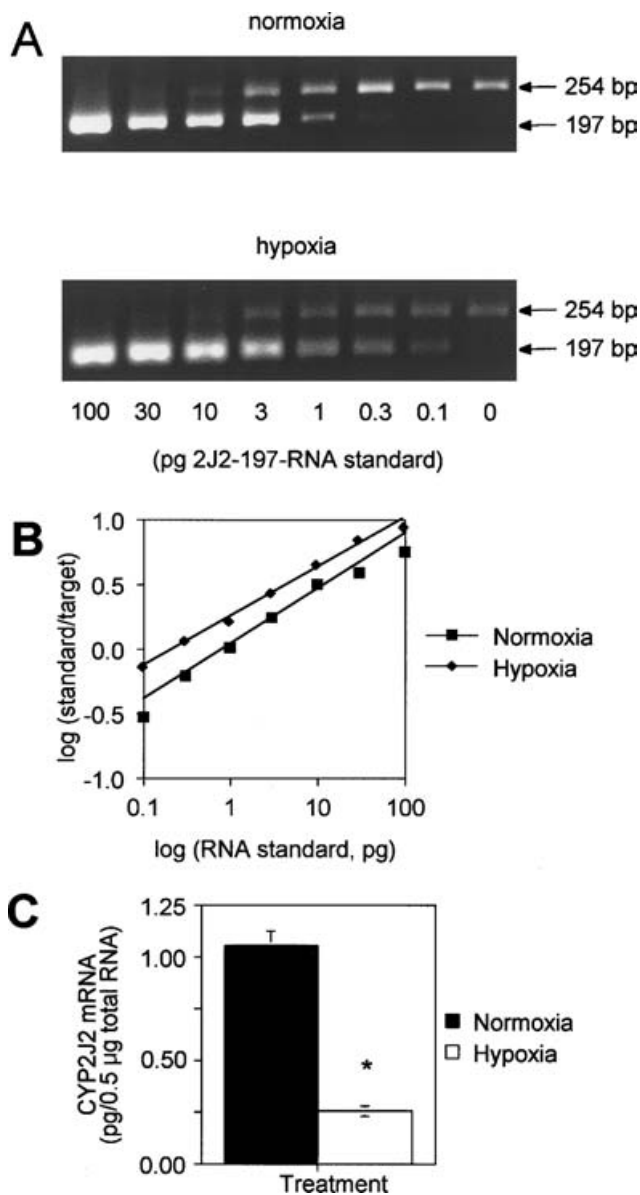 A
normoxia
254 bp
197 bp
hypoxia
254 bp
197 bp
100 30 10 3 1 0.3 0.1 0
(pg 2J2-197-RNA standard)
B
log (standard/target)
1.0
0.5
0.0
-0.5
-1.0
0.1 1 10 100
log (RNA standard, pg)
Normoxia
Hypoxia
C
CYP2J2 mRNA
(pg/0.5 µg total RNA)
1.25
1.00
0.50
0.00
*
Treatment
Normoxia
Hypoxia